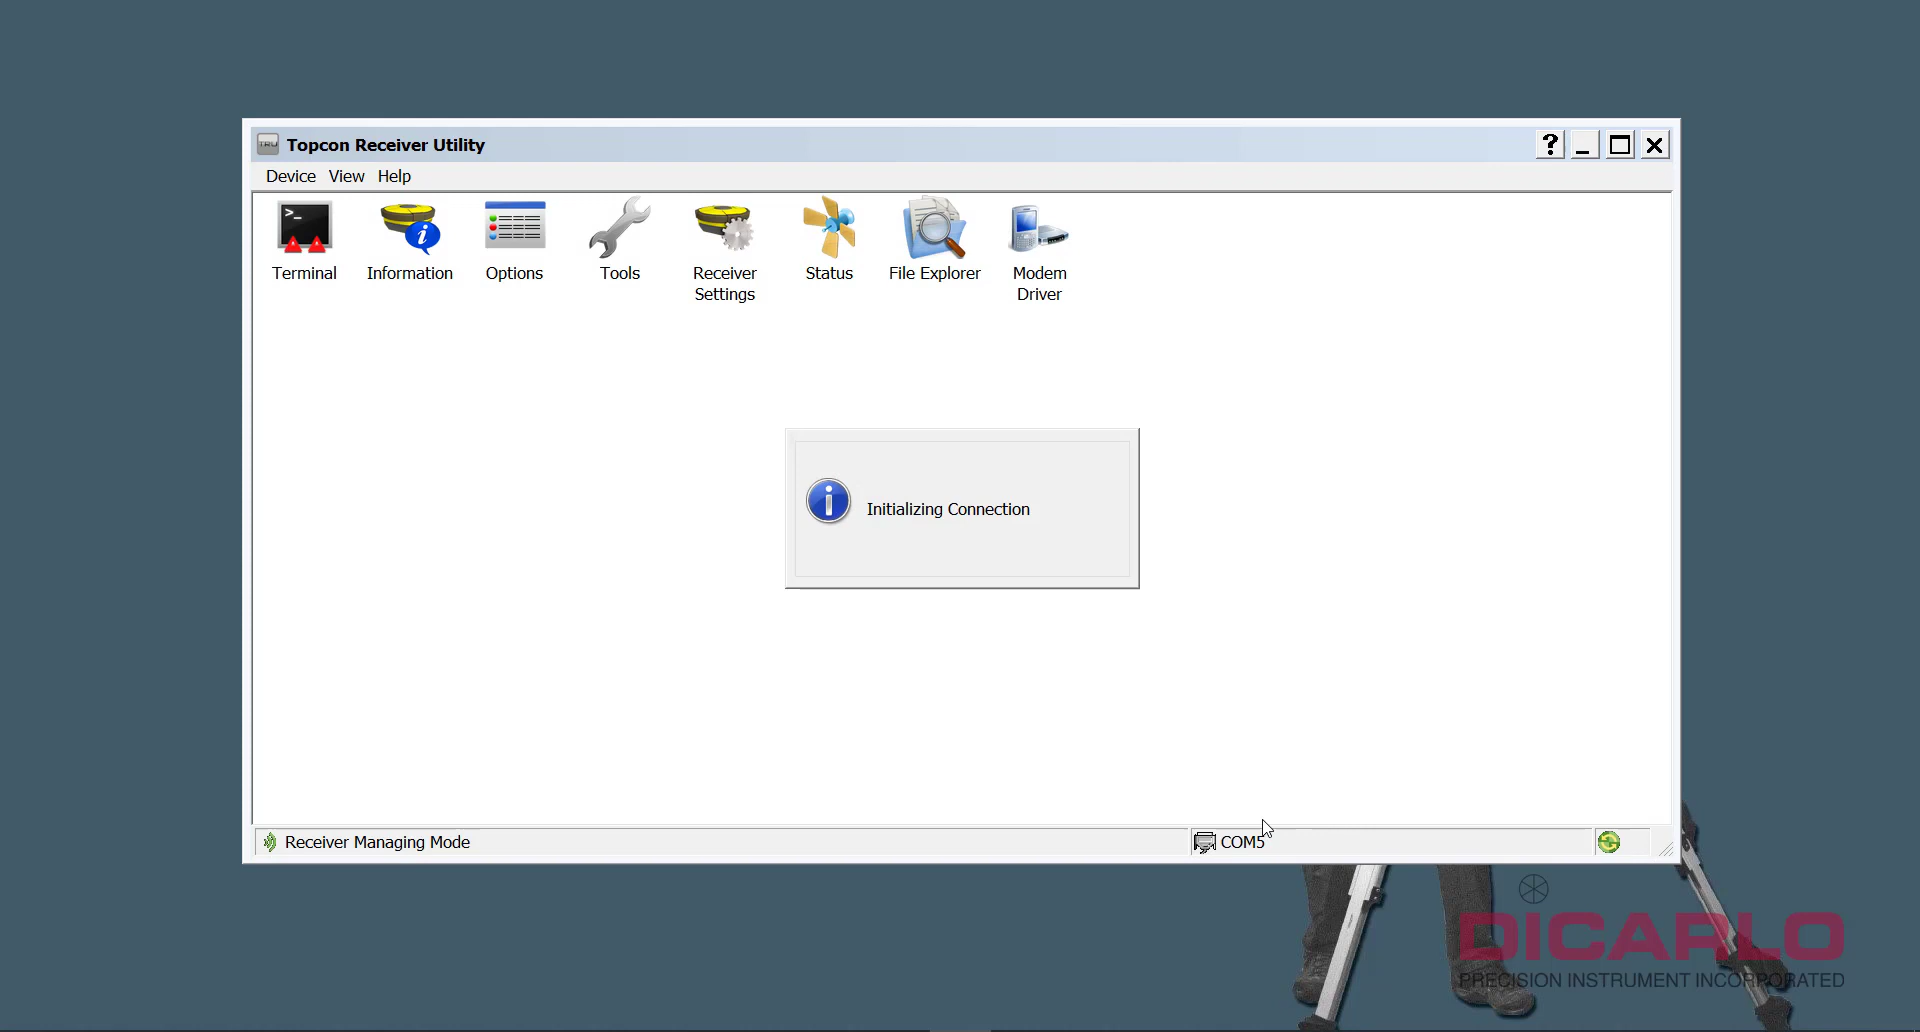 TRU Topcon Receiver Utility
Device View Help
Terminal
Information
Options
Tools
Receiver
Settings
Status
File Explorer
Modem
Driver
Initializing Connection
Receiver Managing Mode
COM5
DICARLO
PRECISION INSTRUMENT INCORPORATED